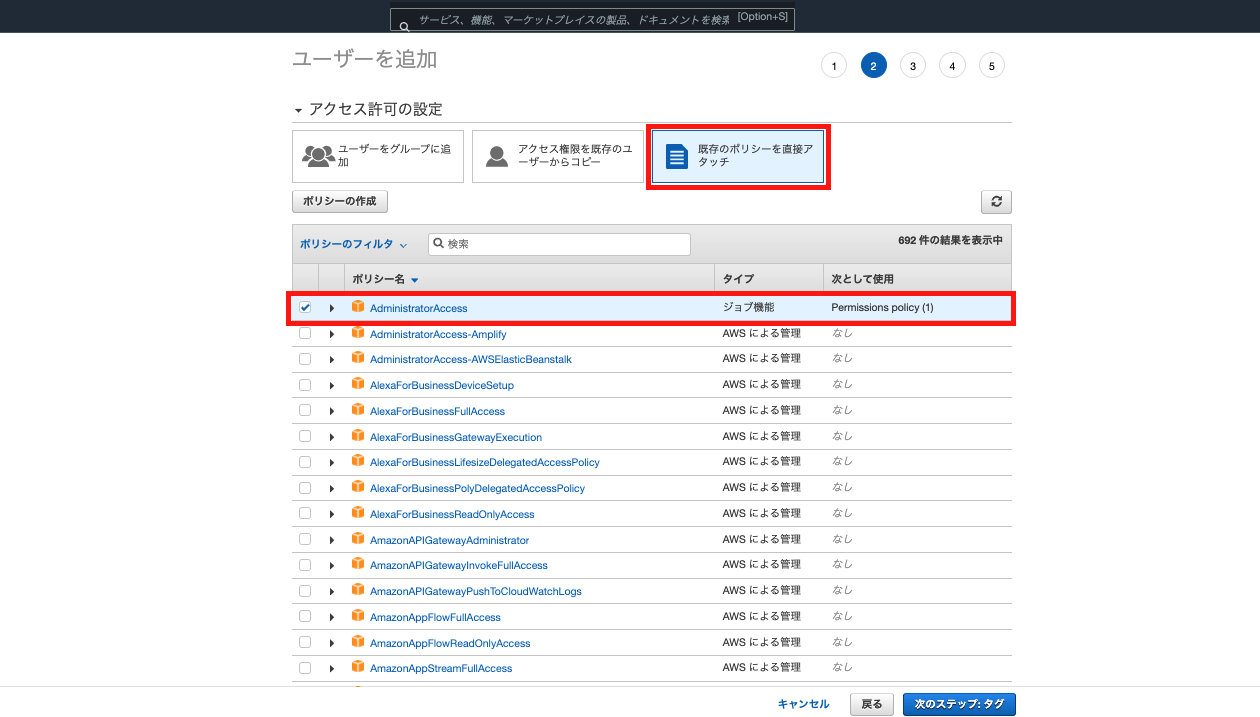 サービス、機能、マーケットプレイスの製品、ドキュメントを検索 [Option+S]
ユーザーを追加
1 2 3 4 5
アクセス許可の設定
ユーザーをグループに追
加
アクセス権限を既存のユ
ーザーからコピー
既存のポリシーを直接ア
タッチ
ポリシーの作成
ポリシーのフィルタ 検索 692 件の結果を表示中
ポリシー名 タイプ 次として使用
AdministratorAccess ジョブ機能 Permissions policy (1)
AdministratorAccess-Amplify AWS による管理 なし
AdministratorAccess-AWSElasticBeanstalk AWS による管理 なし
AlexaForBusinessDeviceSetup AWS による管理 なし
AlexaForBusinessFullAccess AWS による管理 なし
AlexaForBusinessGatewayExecution AWS による管理 なし
AlexaForBusinessLifesizeDelegatedAccessPolicy AWS による管理 なし
AlexaForBusinessPolyDelegatedAccessPolicy AWS による管理 なし
AlexaForBusinessReadOnlyAccess AWS による管理 なし
AmazonAPIGatewayAdministrator AWS による管理 なし
AmazonAPIGatewayInvokeFullAccess AWS による管理 なし
AmazonAPIGatewayPushToCloudWatchLogs AWS による管理 なし
AmazonAppFlowFullAccess AWS による管理 なし
AmazonAppFlowReadOnlyAccess AWS による管理 なし
AmazonAppStreamFullAccess AWS による管理 なし
キャンセル 戻る 次のステップ: タグ